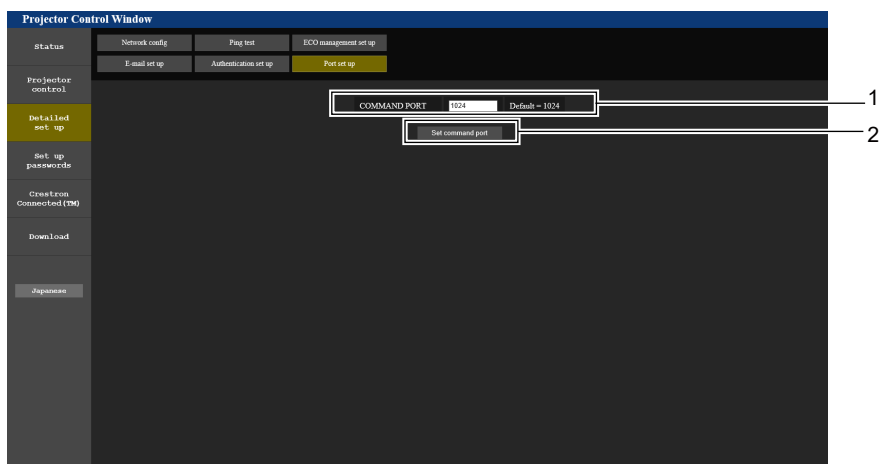 Projector Control Window
Status
Network config
Ping test
ECO management set up
E-mail set up
Authentication set up
Port set up
Projector
control
Detailed
set up
Set up
passwords
Crestron
Connected(TM)
Download
Japanese
COMMAND PORT 1024 Default = 1024
1
Set command port
2